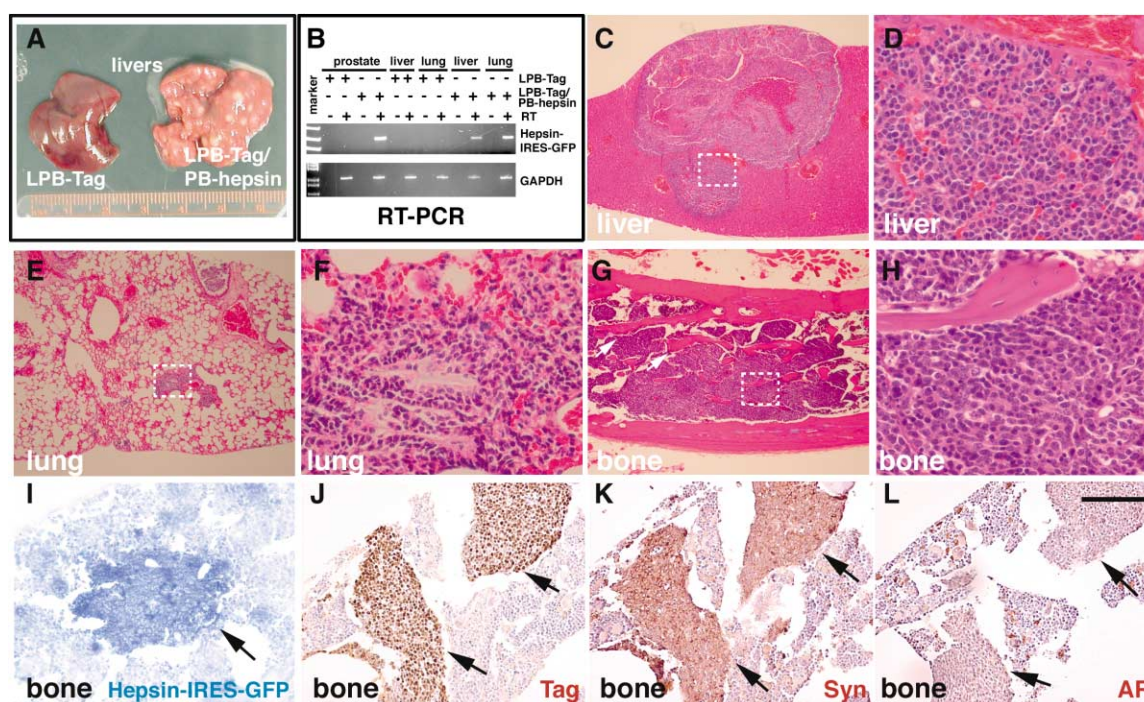 A
livers
LPB-Tag
LPB-Tag/
PB-hepsin
B
marker
prostate liver lung liver lung
+ + - - + + + + - - - - LPB-Tag
- - + + - - - - + + + + LPB-Tag/
PB-hepsin
- + - + - + - + - + - + RT
Hepsin-
IRES-GFP
GAPDH
RT-PCR
C
liver
D
liver
E
lung
F
lung
G
bone
H
bone
I
bone Hepsin-IRES-GFP
J
bone Tag
K
bone Syn
L
bone